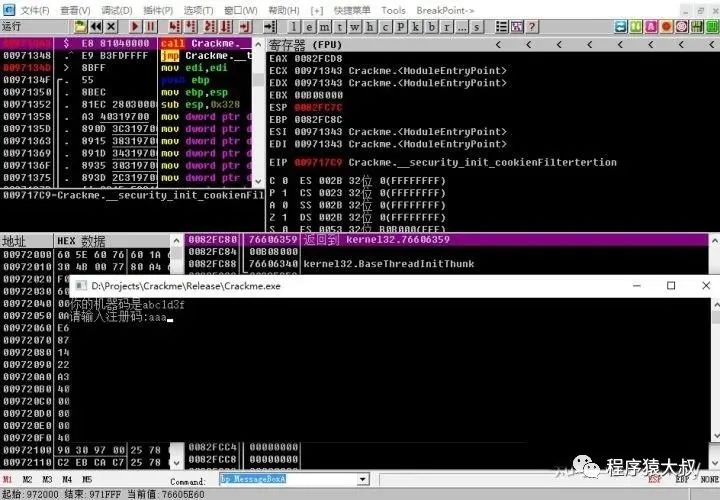 文件(F) 查看(V) 调试(D) 插件(P) 选项(T) 窗口(W) 帮助(H) [+] 快捷菜单 Tools BreakPoint->
运行 l e m t w h c P k b z r ... s
$ E8 81040000 call Crackme.
00971348 .^ E9 B3FDFFFF jmp Crackme.
0097134D > 8BFF mov edi,edi
0097134F . 55 push ebp
00971350 8BEC mov ebp,esp
00971352 . 81EC 28030000 sub esp,0x328
00971358 . A3 40319700 mov dword ptr d
0097135D . 890D 3C319700 mov dword ptr d
00971363 . 8915 38319700 mov dword ptr d
00971369 . 891D 34319700 mov dword ptr d
0097136F . 8935 30319700 mov dword ptr d
00971375 . 893D mov dword ptr d
009717C9=Crackme.__security_init_cookie
寄存器 (FPU) < < < < < <
EAX 0082FCD8
ECX 00971343 Crackme.<ModuleEntryPoint>
EDX 00971343 Crackme.<ModuleEntryPoint>
EBX 00B08000
ESP 0082FC7C
EBP 0082FC8C
ESI 00971343 Crackme.<ModuleEntryPoint>
EDI 00971343 Crackme.<ModuleEntryPoint>
EIP 009717C9 Crackme.__security_init_cookienFiltertertion
C 0 ES 002B 32位 0(FFFFFFFF)
P 1 CS 0023 32位 0(FFFFFFFF)
A 0 SS 002B 32位 0(FFFFFFFF)
Z 1 DS 002B 32位 0(FFFFFFFF)
S 0 FS 0053 32位
地址 HEX 数据
00972000 60 5E 60 76 60 1A
00972010 30 4B 00 77 80 A4
00972020
00972030 60
00972040 00
00972050 0A
00972060 E6
00972070 87
00972080 14
00972090 22
009720A0 A3
009720B0 40
009720C0 00
009720D0 00
009720E0 00
009720F0 40
00972100 90 30 97 00 25 78
00972110 C2 EB CA C7 25 78
0082FC80 76606359 返回到 kernel32.76606359
0082FC84 00B08000
0082FC88 76606340 kernel32.BaseThreadInitThunk
D:\Projects\Crackme\Release\Crackme.exe
你的机器码是abc1d3f
请输入注册码:aaa
0082FCC4 00000000
0082FCC8 00000000
00000000
程序猿大叔
M1 M2 M3 M4 M5 Command: bp MessageBoxA ESP EBP NONE
起始: 972000 结束: 971FFF 当前值: 76605E60